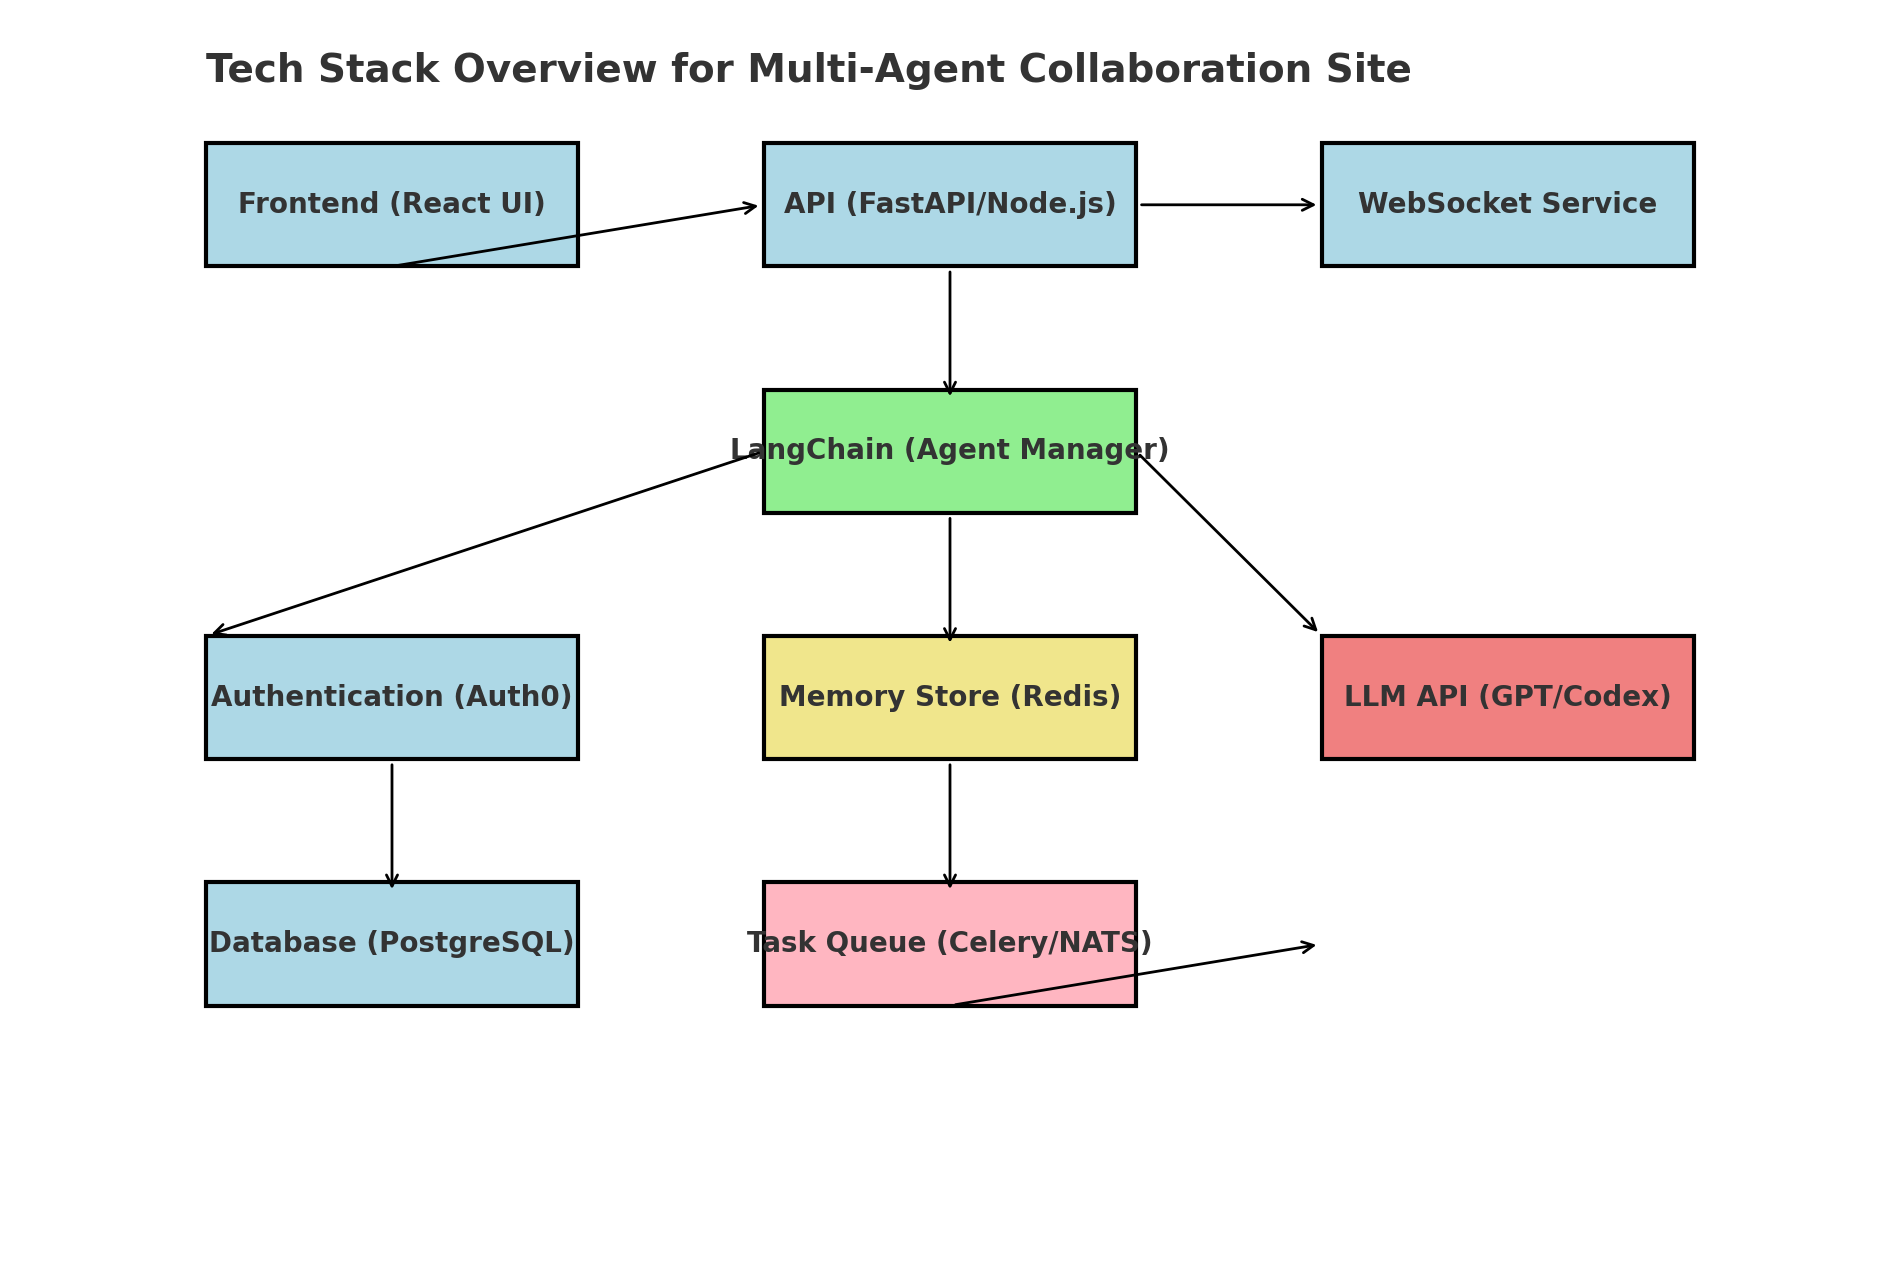 Tech Stack Overview for Multi-Agent Collaboration Site
Frontend (React UI)
API (FastAPI/Node.js)
WebSocket Service
LangChain (Agent Manager)
Authentication (Auth0)
Memory Store (Redis)
LLM API (GPT/Codex)
Database (PostgreSQL)
Task Queue (Celery/NATS)